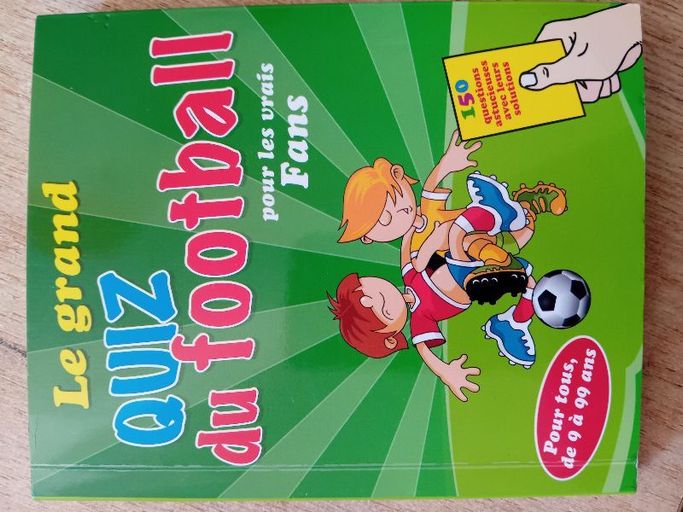 Le grand
QUIZ
du football
pour les vrais
Fans
150
questions
astucieuses
avec leurs
solutions
Pour tous,
de 9 à 99 ans